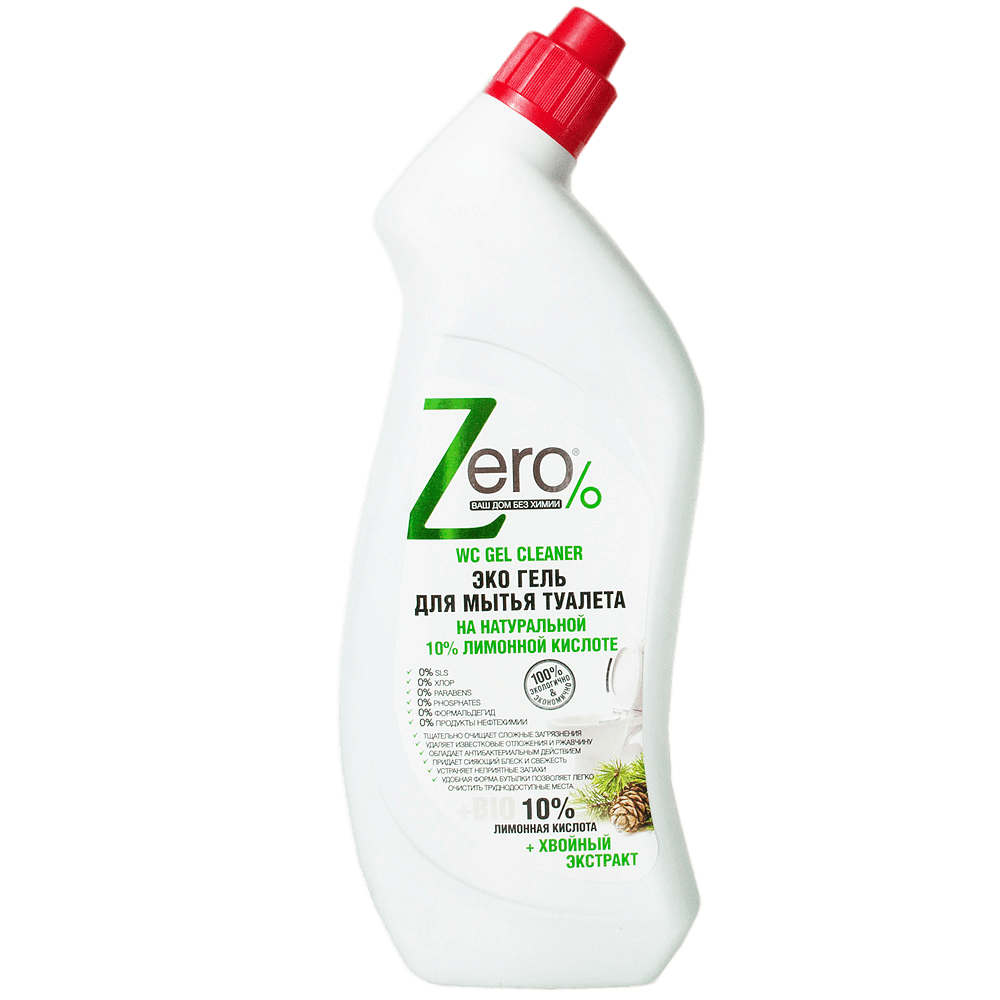 Zero%®
ВАШ ДОМ БЕЗ ХИМИИ
WC GEL CLEANER
ЭКО ГЕЛЬ
ДЛЯ МЫТЬЯ ТУАЛЕТА
НА НАТУРАЛЬНОЙ
10% ЛИМОННОЙ КИСЛОТЕ
100%
ЭКОЛОГИЧНО
&
ЭКОНОМИЧНО
0% SLS
0% ХЛОР
0% PARABENS
0% PHOSPHATES
0% ФОРМАЛЬДЕГИД
0% ПРОДУКТЫ НЕФТЕХИМИИ
ТЩАТЕЛЬНО ОЧИЩАЕТ СЛОЖНЫЕ ЗАГРЯЗНЕНИЯ
УДАЛЯЕТ ИЗВЕСТКОВЫЕ ОТЛОЖЕНИЯ И РЖАВЧИНУ
ОБЛАДАЕТ АНТИБАКТЕРИАЛЬНЫМ ДЕЙСТВИЕМ
ПРИДАЕТ СИЯЮЩИЙ БЛЕСК И СВЕЖЕСТЬ
УСТРАНЯЕТ НЕПРИЯТНЫЕ ЗАПАХИ
УДОБНАЯ ФОРМА БУТЫЛКИ ПОЗВОЛЯЕТ ЛЕГКО
ОЧИСТИТЬ ТРУДНОДОСТУПНЫЕ МЕСТА
+BIO 10%
ЛИМОННАЯ КИСЛОТА
+ ХВОЙНЫЙ
ЭКСТРАКТ